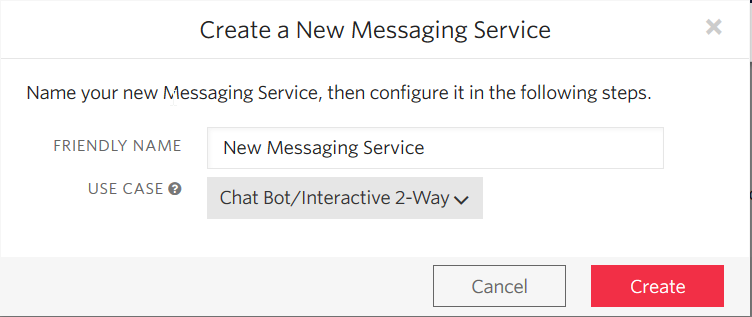 Create a New Messaging Service
Name your new Messaging Service, then configure it in the following steps.
FRIENDLY NAME New Messaging Service
USE CASE Chat Bot/Interactive 2-Way
Cancel Create